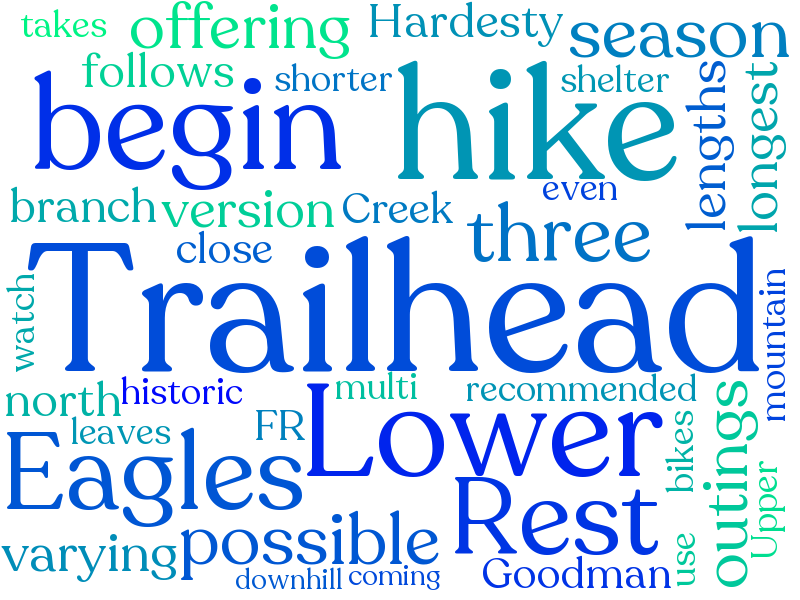 takes
offering
Hardesty
season
follows
shorter
shelter
begin
hike
lengths
longest
even
branch
version
Creek
three
close
Trailhead
watch
mountain
north
historic
multi
recommended
leaves
FR
Lower
bikes
outings
Eagles
Upper
Rest
varying
possible
use
downhill
coming
Goodman